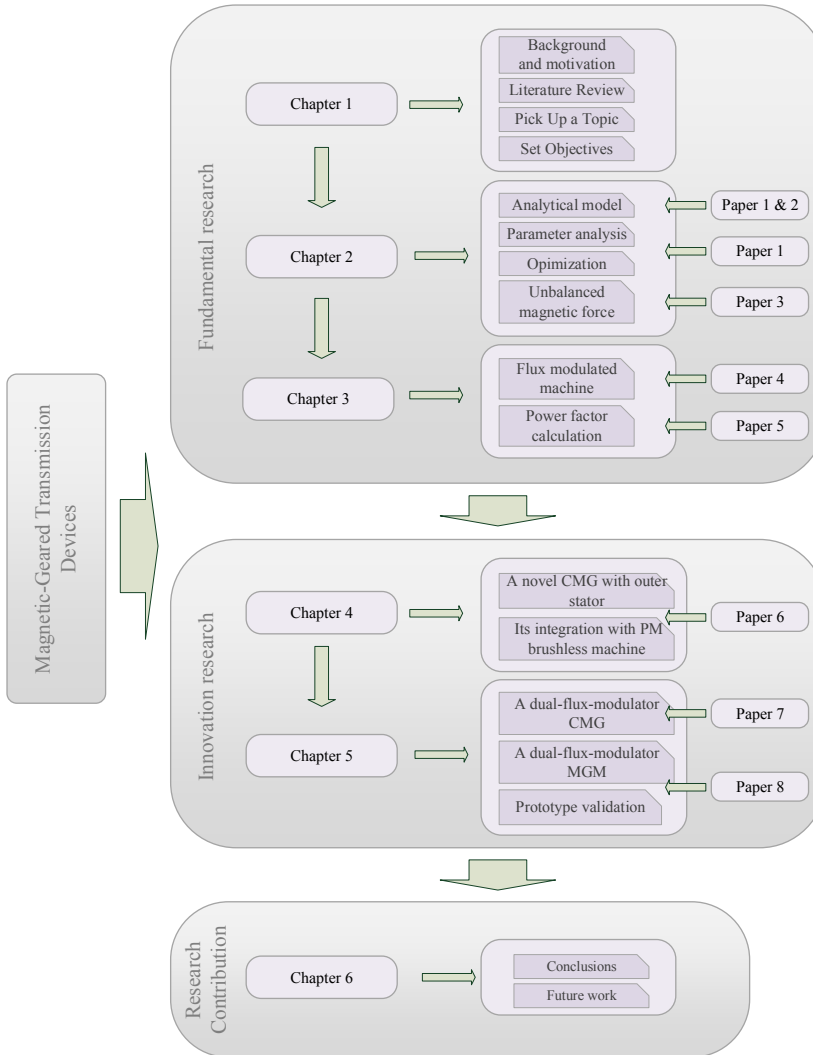 Magnetic-Geared Transmission
Devices
Fundamental research
Chapter 1
Background
and motivation
Literature Review
Pick Up a Topic
Set Objectives
Chapter 2
Analytical model
Parameter analysis
Opimization
Unbalanced
magnetic force
Paper 1 & 2
Paper 1
Paper 3
Chapter 3
Flux modulated
machine
Power factor
calculation
Paper 4
Paper 5
Innovation research
Chapter 4
A novel CMG with outer
stator
Its integration with PM
brushless machine
Paper 6
Chapter 5
A dual-flux-modulator
CMG
A dual-flux-modulator
MGM
Prototype validation
Paper 7
Paper 8
Research
Contribution
Chapter 6
Conclusions
Future work